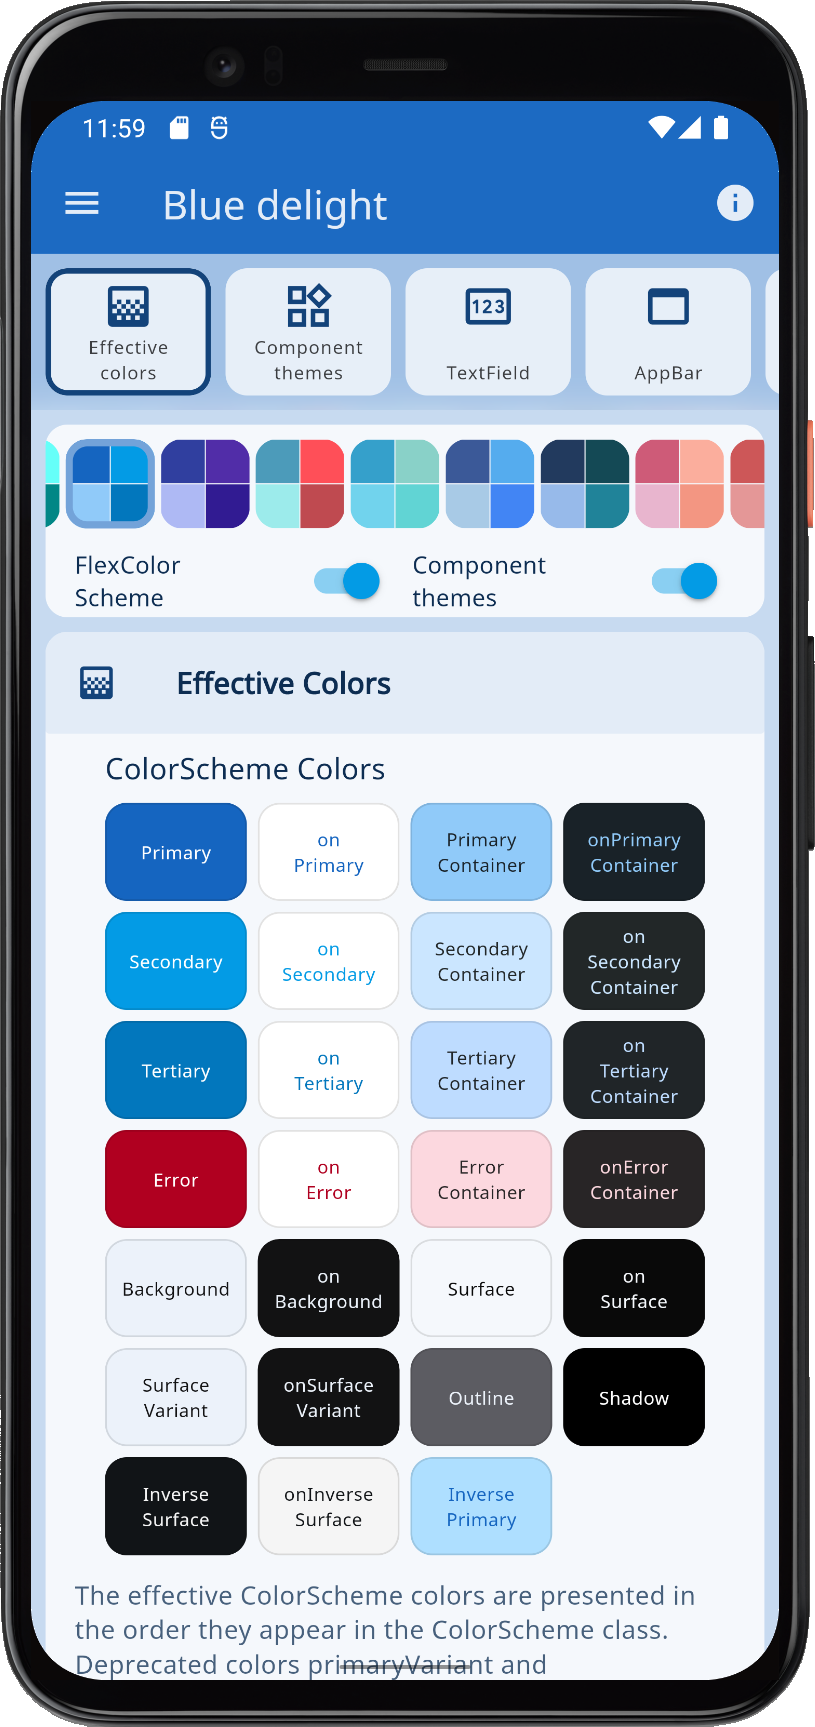 11:59
Blue delight
Effective
colors
Component
themes
123
TextField
AppBar
FlexColor
Scheme
Component
themes
Effective Colors
ColorScheme Colors
Primary
on
Primary
Primary
Container
onPrimary
Container
Secondary
on
Secondary
Secondary
Container
on
Secondary
Container
Tertiary
on
Tertiary
Tertiary
Container
on
Tertiary
Container
Error
on
Error
Error
Container
onError
Container
Background
on
Background
Surface
on
Surface
Surface
Variant
onSurface
Variant
Outline
Shadow
Inverse
Surface
onInverse
Surface
Inverse
Primary
The effective ColorScheme colors are presented in
the order they appear in the ColorScheme class.
Deprecated colors primaryVariant and